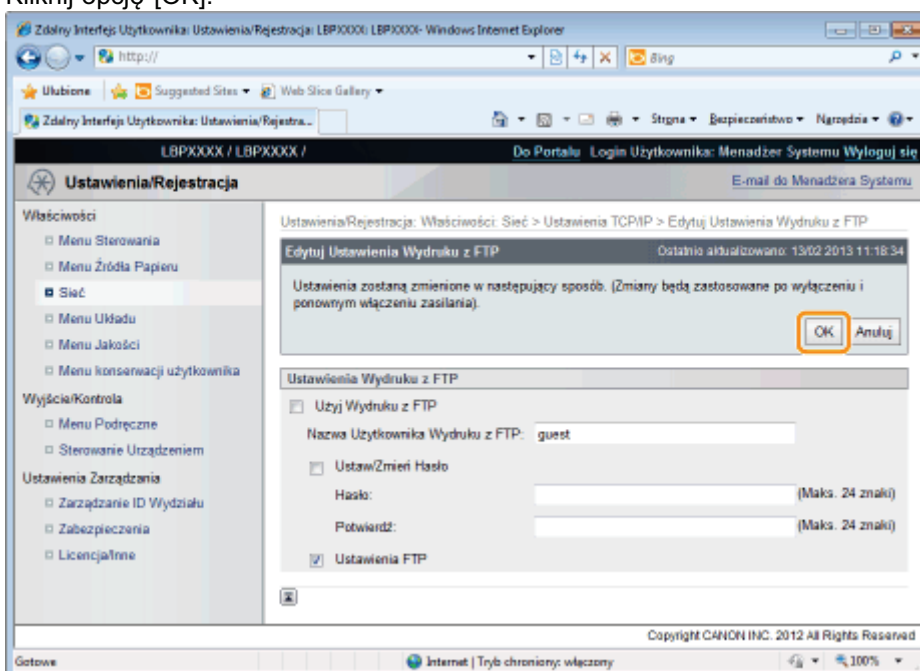 Kliknij opcję [OK].
Zdalny Interfejs Użytkownika: Ustawienia/Rejestracja: LBPXXXX: LBPXXXX- Windows Internet Explorer
http://
Bing
Ulubione Suggested Sites Web Slice Gallery
Zdalny Interfejs Użytkownika: Ustawienia/Rejestra...
Strona Bezpieczeństwo Narzędzia
LBPXXXX / LBPXXXX /
Do Portalu Login Użytkownika: Menadżer Systemu Wyloguj się
Ustawienia/Rejestracja
E-mail do Menadżera Systemu
Właściwości
Menu Sterowania
Menu Źródła Papieru
Sieć
Menu Układu
Menu Jakości
Menu konserwacji użytkownika
Wyjście/Kontrola
Menu Podręczne
Sterowanie Urządzeniem
Ustawienia Zarządzania
Zarządzanie ID Wydziału
Zabezpieczenia
Licencja/Inne
Ustawienia/Rejestracja: Właściwości: Sieć > Ustawienia TCP/IP > Edytuj Ustawienia Wydruku z FTP
Edytuj Ustawienia Wydruku z FTP
Ostatnio aktualizowano: 13/02 2013 11:18:34
Ustawienia zostaną zmienione w następujący sposób. (Zmiany będą zastosowane po wyłączeniu i
ponownym włączeniu zasilania).
OK Anuluj
Ustawienia Wydruku z FTP
Użyj Wydruku z FTP
Nazwa Użytkownika Wydruku z FTP: guest
Ustaw/Zmień Hasło
Hasło: (Maks. 24 znaki)
Potwierdź: (Maks. 24 znaki)
Ustawienia FTP
Copyright CANON INC. 2012 All Rights Reserved
Gotowe
Internet | Tryb chroniony: włączony
100%